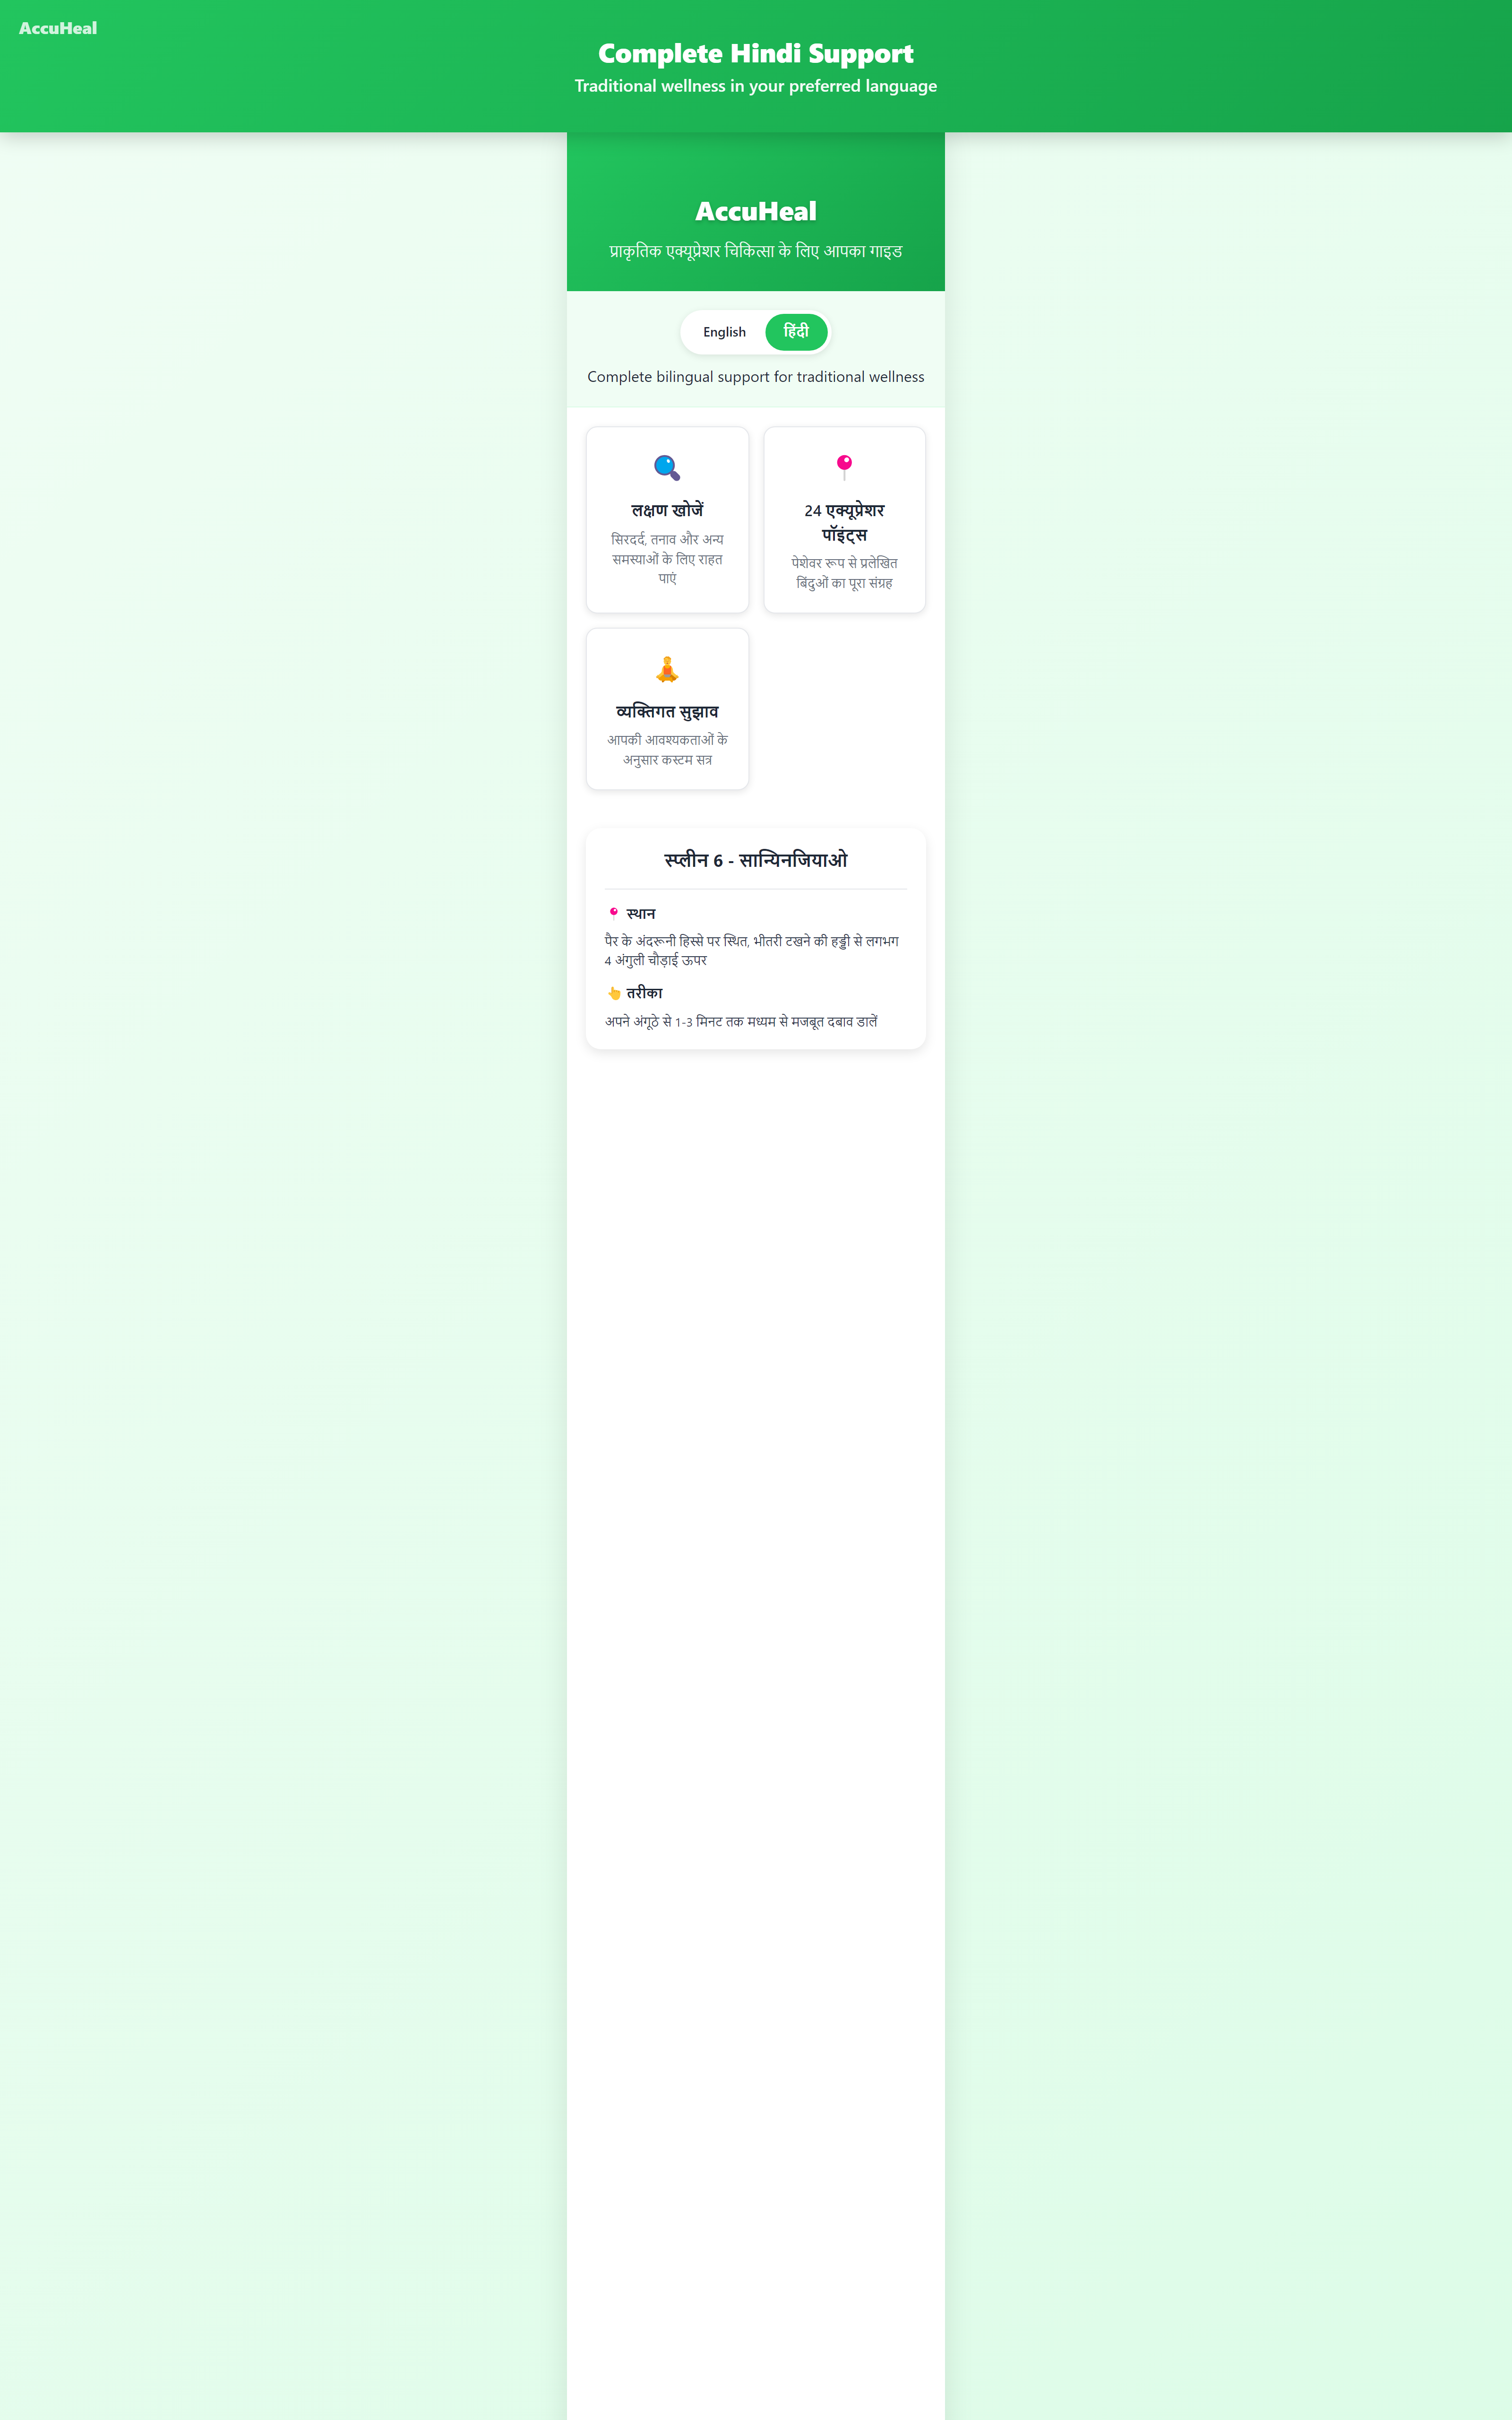 AccuHeal
Complete Hindi Support
Traditional wellness in your preferred language
AccuHeal
प्राकृतिक एक्यूप्रेशर चिकित्सा के लिए आपका गाइड
English
हिंदी
Complete bilingual support for traditional wellness
लक्षण खोजें
सिरदर्द, तनाव और अन्य
समस्याओं के लिए राहत
पाएं
24 एक्यूप्रेशर
पॉइंट्स
पेशेवर रूप से प्रलेखित
बिंदुओं का पूरा संग्रह
व्यक्तिगत सुझाव
आपकी आवश्यकताओं के
अनुसार कस्टम सत्र
स्प्लीन 6 - सान्यिनजियाओ
स्थान
पैर के अंदरूनी हिस्से पर स्थित, भीतरी टखने की हड्डी से लगभग
4 अंगुली चौड़ाई ऊपर
तरीका
अपने अंगूठे से 1-3 मिनट तक मध्यम से मजबूत दबाव डालें